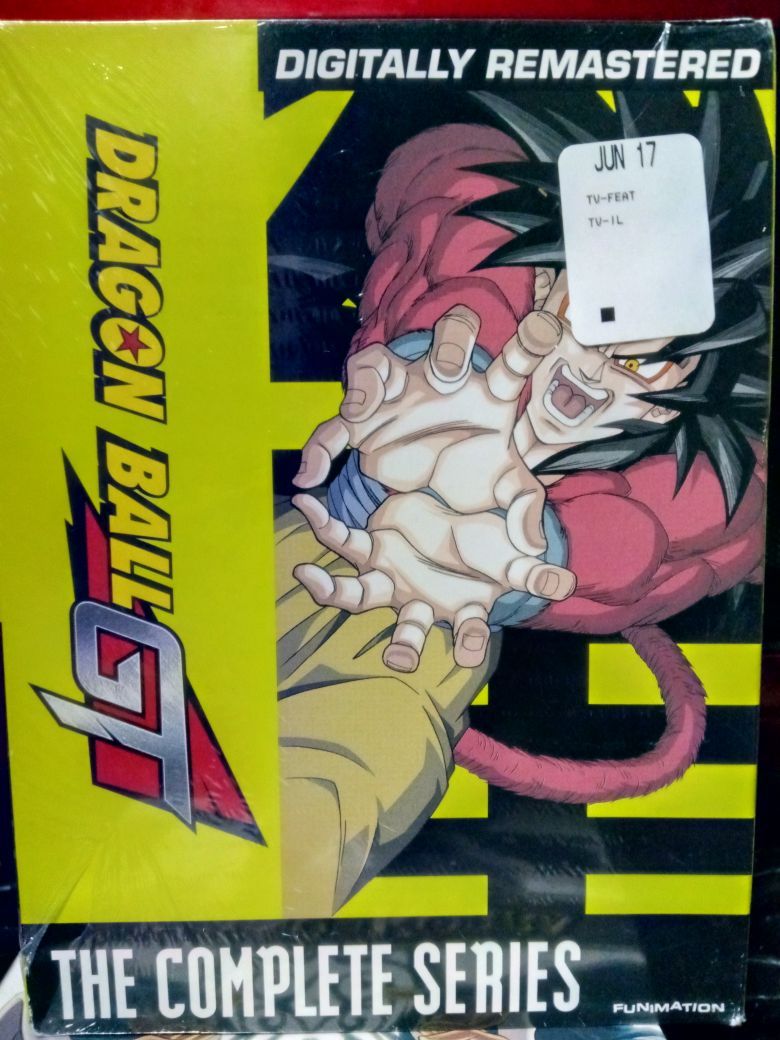 DIGITALLY REMASTERED
JUN 17
TV-FEAT
TV-IL
DRAGON BALL
GT
THE COMPLETE SERIES
FUNIMATION